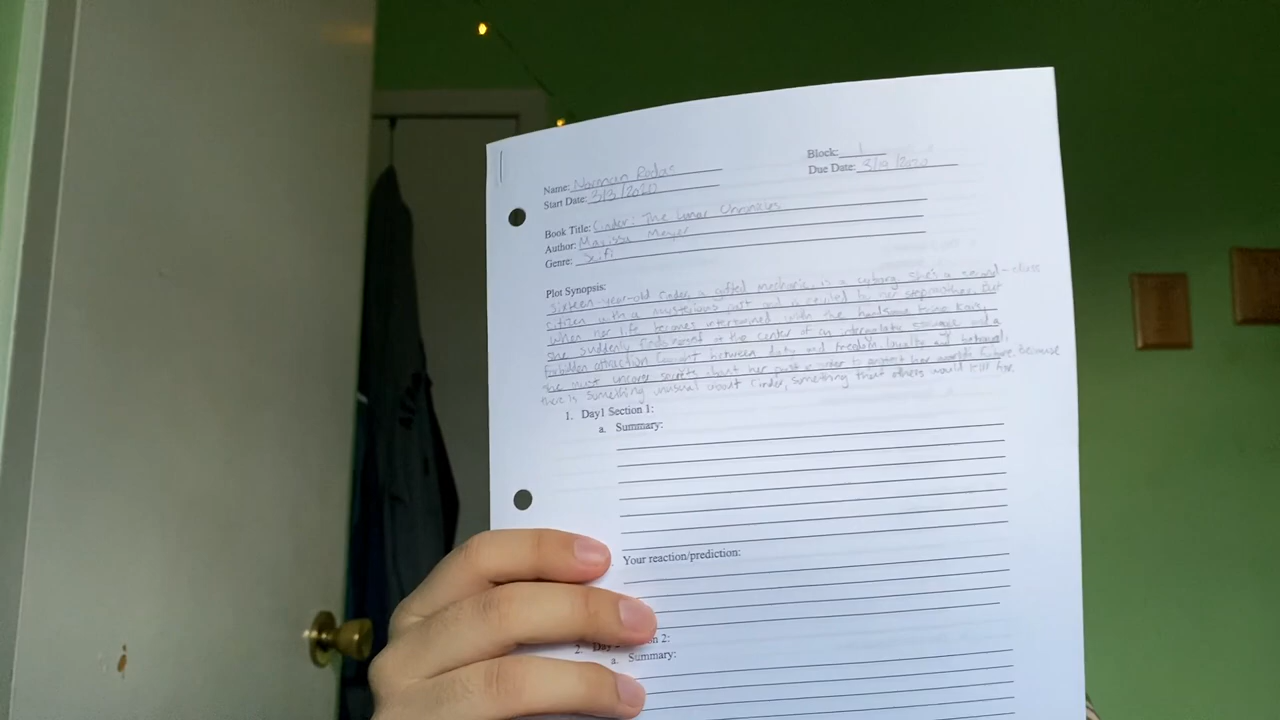 Name: Norman
Block: 1
Start Date: 3/3/2020
Due Date: 3/9/2020
Book Title: Cinder: The Lunar Chronicles
Author: Marissa Meyer
Genre: Scifi
Plot Synopsis:
Sixteen-year-old Cinder, a gifted mechanic, is a cyborg. She's a second-class
citizen with a mysterious past and is reviled by her stepmother. But
when her life becomes intertwined with the handsome Prince Kai's,
she suddenly finds herself at the center of an intergalactic struggle and a
forbidden attraction. Caught between duty and freedom, loyalty and betrayal,
she must uncover secrets about her past in order to protect her world's future. Because
there is something unusual about Cinder, something that others would kill for.
1. Day1 Section 1:
a. Summary:
Your reaction/prediction:
2. Day
a. Summary: